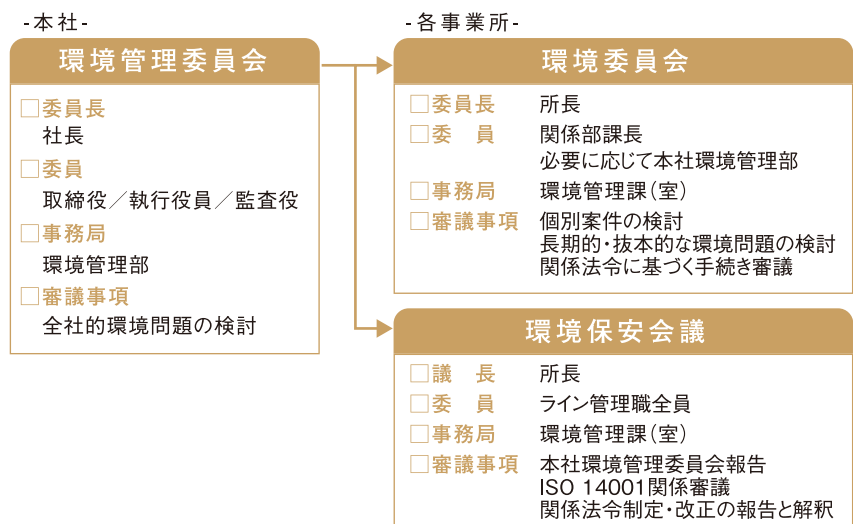 -本社-
環境管理委員会
□委員長
社長
□委員
取締役／執行役員／監査役
□事務局
環境管理部
□審議事項
全社的環境問題の検討
-各事業所-
環境委員会
□委員長 所長
□委　員 関係部課長
必要に応じて本社環境管理部
□事務局 環境管理課（室）
□審議事項 個別案件の検討
長期的・抜本的な環境問題の検討
関係法令に基づく手続き審議
環境保安会議
□議　長 所長
□委　員 ライン管理職全員
□事務局 環境管理課（室）
□審議事項 本社環境管理委員会報告
ISO 14001関係審議
関係法令制定・改正の報告と解釈